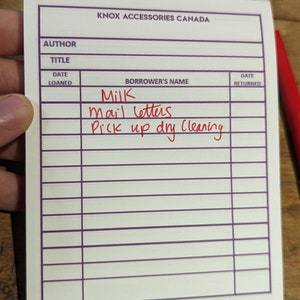 KNOX ACCESSORIES CANADA
AUTHOR
TITLE
DATE LOANED BORROWER'S NAME DATE RETURNED
Milk
Mail letters
Pick up dry cleaning